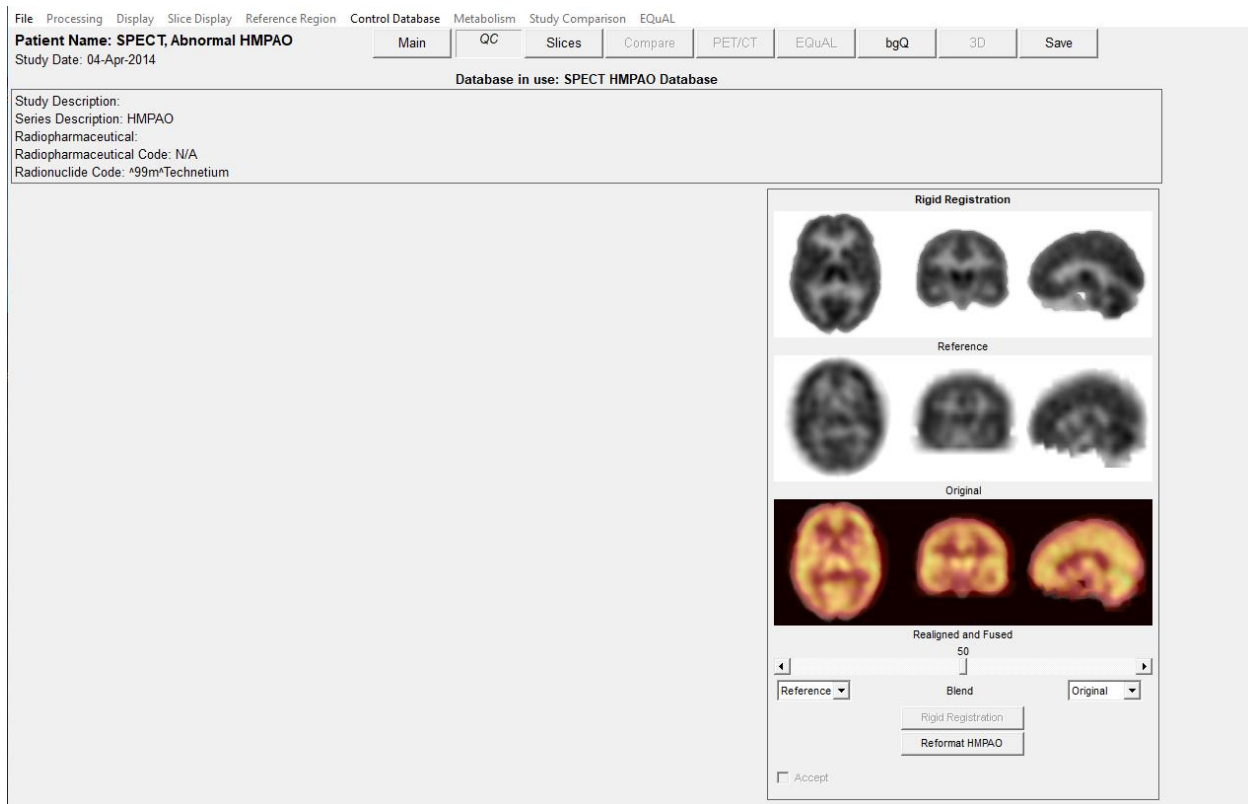 File Processing Display Slice Display Reference Region Control Database Metabolism Study Comparison EQuAL
Patient Name: SPECT, Abnormal HMPAO
Study Date: 04-Apr-2014
Main QC Slices Compare PET/CT EQuAL bgQ 3D Save
Database in use: SPECT HMPAO Database
Study Description:
Series Description: HMPAO
Radiopharmaceutical:
Radiopharmaceutical Code: N/A
Radionuclide Code: ^99m^Technetium
Rigid Registration
Reference
Original
Realigned and Fused
50
Reference Blend Original
Rigid Registration
Reformat HMPAO
Accept